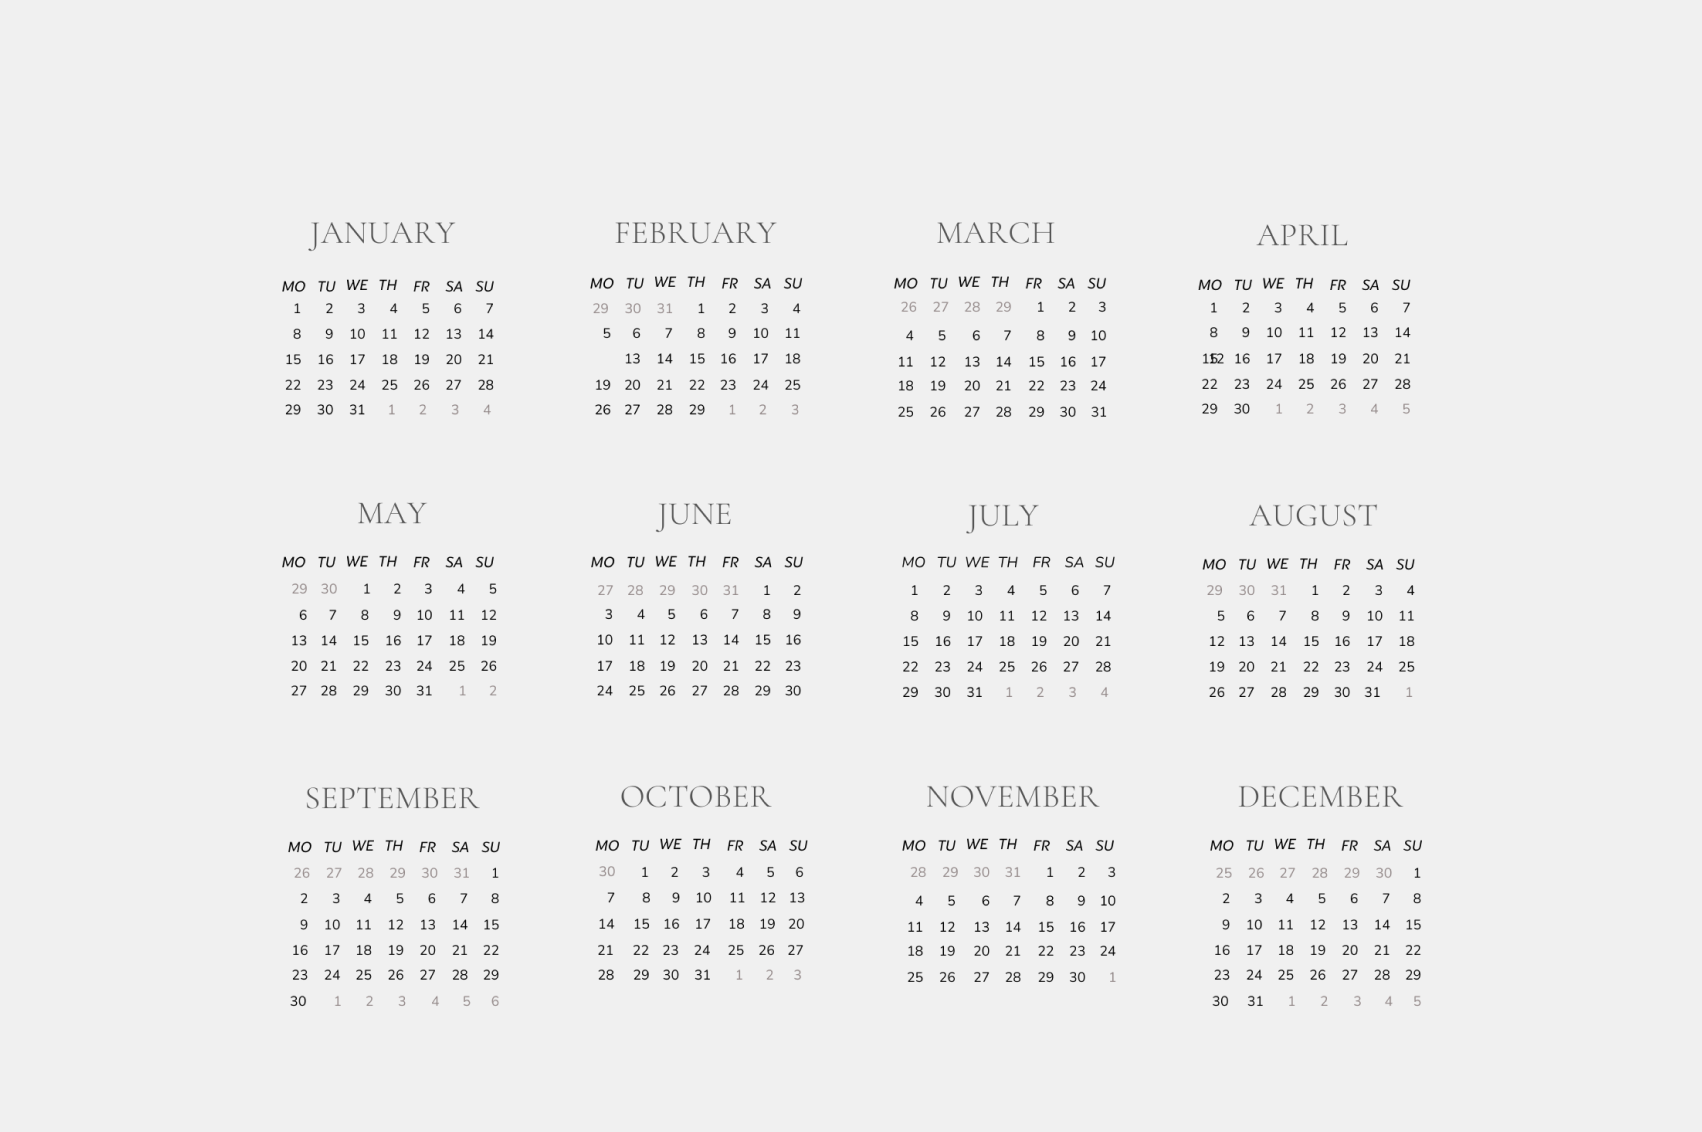 JANUARY
MO TU WE TH FR SA SU
1 2 3 4 5 6 7
8 9 10 11 12 13 14
15 16 17 18 19 20 21
22 23 24 25 26 27 28
29 30 31 1 2 3 4
FEBRUARY
MO TU WE TH FR SA SU
29 30 31 1 2 3 4
5 6 7 8 9 10 11
13 14 15 16 17 18
19 20 21 22 23 24 25
26 27 28 29 1 2 3
MARCH
MO TU WE TH FR SA SU
26 27 28 29 1 2 3
4 5 6 7 8 9 10
11 12 13 14 15 16 17
18 19 20 21 22 23 24
25 26 27 28 29 30 31
APRIL
MO TU WE TH FR SA SU
1 2 3 4 5 6 7
8 9 10 11 12 13 14
15 12 16 17 18 19 20 21
22 23 24 25 26 27 28
29 30 1 2 3 4 5
MAY
MO TU WE TH FR SA SU
29 30 1 2 3 4 5
6 7 8 9 10 11 12
13 14 15 16 17 18 19
20 21 22 23 24 25 26
27 28 29 30 31 1 2
JUNE
MO TU WE TH FR SA SU
27 28 29 30 31 1 2
3 4 5 6 7 8 9
10 11 12 13 14 15 16
17 18 19 20 21 22 23
24 25 26 27 28 29 30
JULY
MO TU WE TH FR SA SU
1 2 3 4 5 6 7
8 9 10 11 12 13 14
15 16 17 18 19 20 21
22 23 24 25 26 27 28
29 30 31 1 2 3 4
AUGUST
MO TU WE TH FR SA SU
29 30 31 1 2 3 4
5 6 7 8 9 10 11
12 13 14 15 16 17 18
19 20 21 22 23 24 25
26 27 28 29 30 31 1
SEPTEMBER
MO TU WE TH FR SA SU
26 27 28 29 30 31 1
2 3 4 5 6 7 8
9 10 11 12 13 14 15
16 17 18 19 20 21 22
23 24 25 26 27 28 29
30 1 2 3 4 5 6
OCTOBER
MO TU WE TH FR SA SU
30 1 2 3 4 5 6
7 8 9 10 11 12 13
14 15 16 17 18 19 20
21 22 23 24 25 26 27
28 29 30 31 1 2 3
NOVEMBER
MO TU WE TH FR SA SU
28 29 30 31 1 2 3
4 5 6 7 8 9 10
11 12 13 14 15 16 17
18 19 20 21 22 23 24
25 26 27 28 29 30 1
DECEMBER
MO TU WE TH FR SA SU
25 26 27 28 29 30 1
2 3 4 5 6 7 8
9 10 11 12 13 14 15
16 17 18 19 20 21 22
23 24 25 26 27 28 29
30 31 1 2 3 4 5